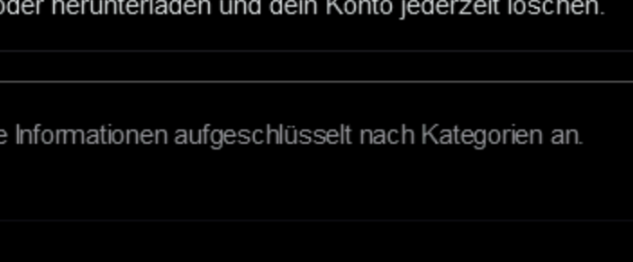 oder herunterladen und dein Konto jederzeit löschen.
e Informationen aufgeschlüsselt nach Kategorien an.